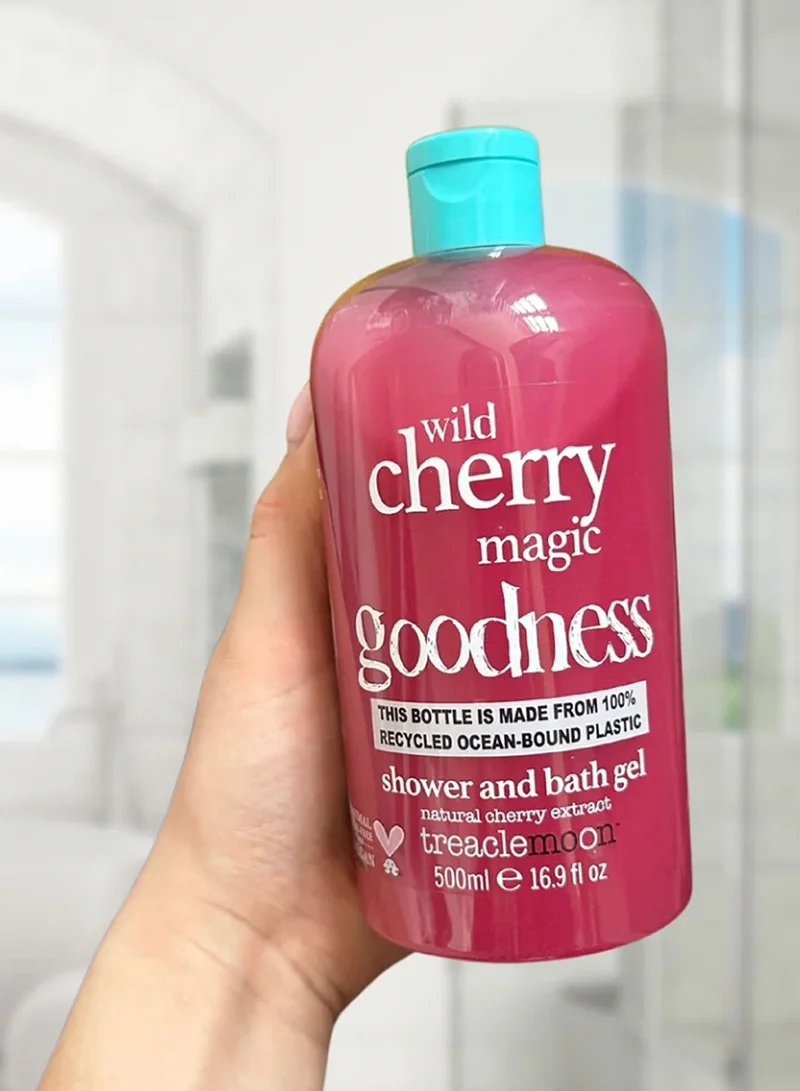 wild
cherry
magic
goodness
THIS BOTTLE IS MADE FROM 100%
RECYCLED OCEAN-BOUND PLASTIC
shower and bath gel
natural cherry extract
treaclemoon™
500ml ℮ 16.9 fl oz